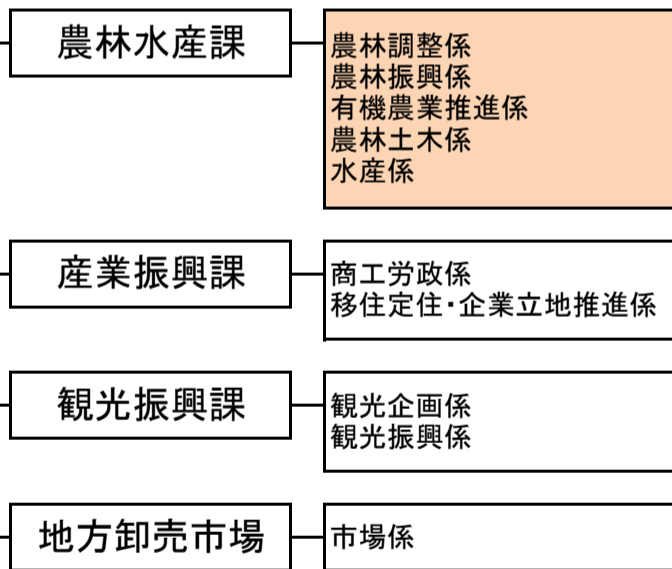 農林水産課
農林調整係
農林振興係
有機農業推進係
農林土木係
水産係
産業振興課
商工労政係
移住定住・企業立地推進係
観光振興課
観光企画係
観光振興係
地方卸売市場
市場係